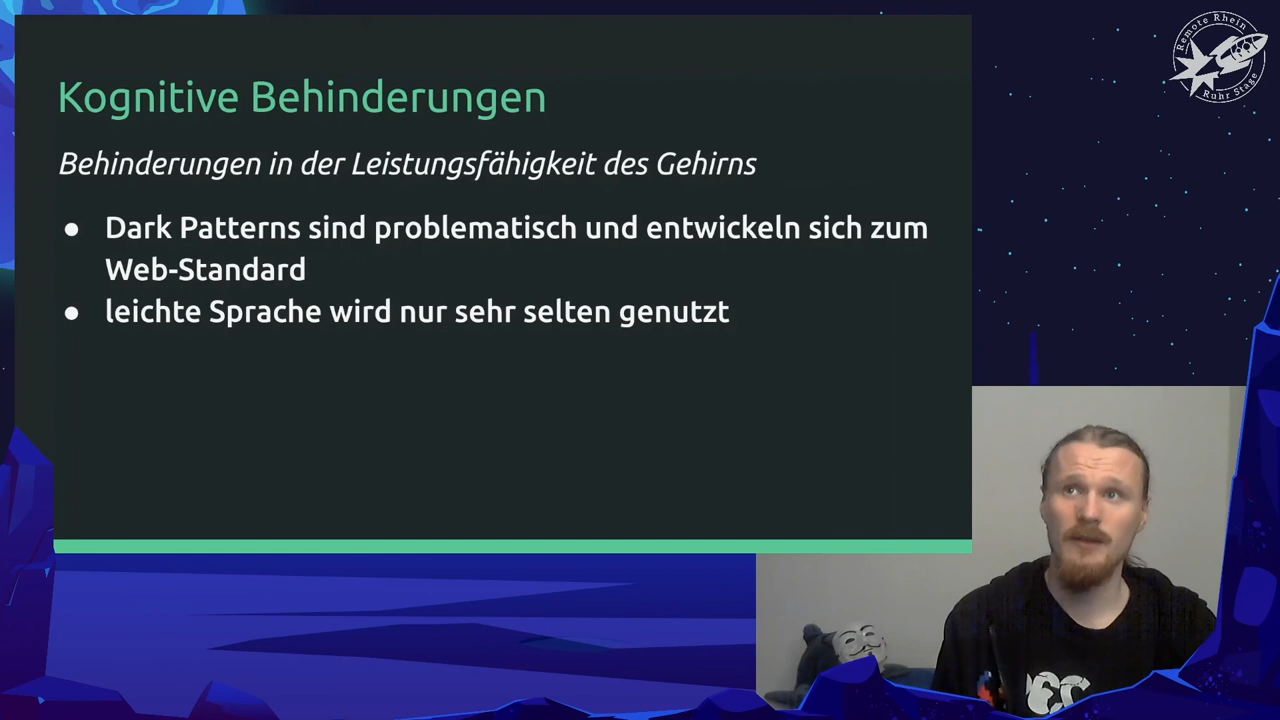 Kognitive Behinderungen
Behinderungen in der Leistungsfähigkeit des Gehirns
● Dark Patterns sind problematisch und entwickeln sich zum
Web-Standard
● leichte Sprache wird nur sehr selten genutzt
Remote Rhein
Ruhr Stage